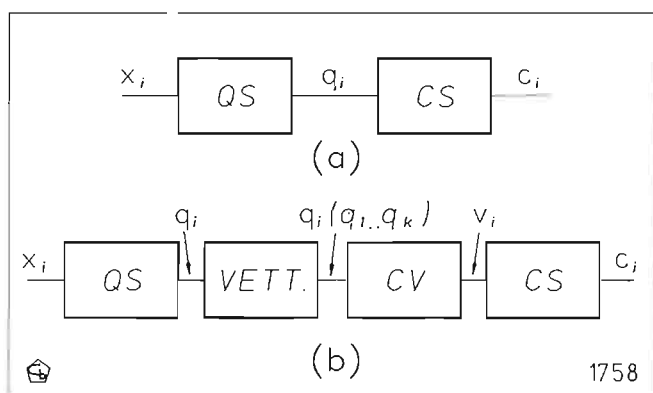 x_i q_i c_i
QS CS
(a)
q_i q_i(q_1..q_k) v_i
x_i QS VETT. CV CS c_i
(b)
1758